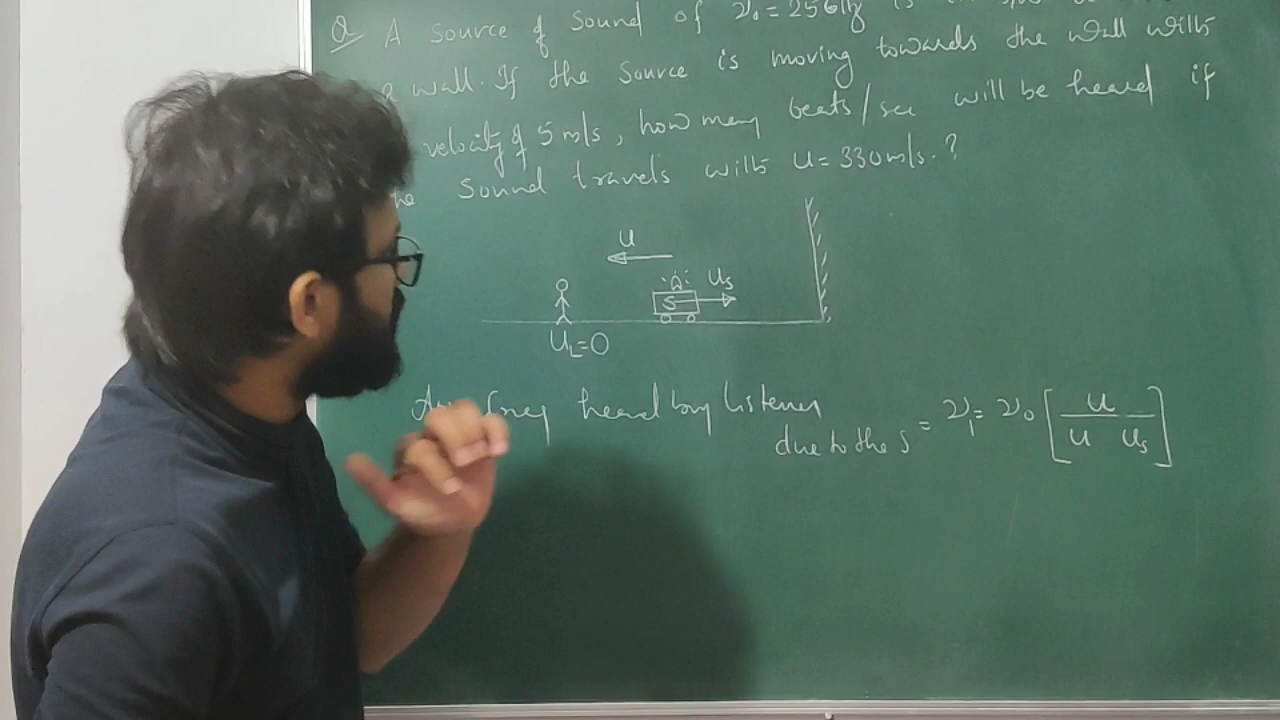 Q A source of sound of ν₀ = 256Hz is
a wall. If the source is moving towards the wall with
velocity of 5 m/s, how many beats/sec will be heard if
sound travels with u = 330 m/s. ?
u
S uₛ
U_L = 0
heard by listener
due to the S = ν₁ = ν₀ [u / u uₛ]